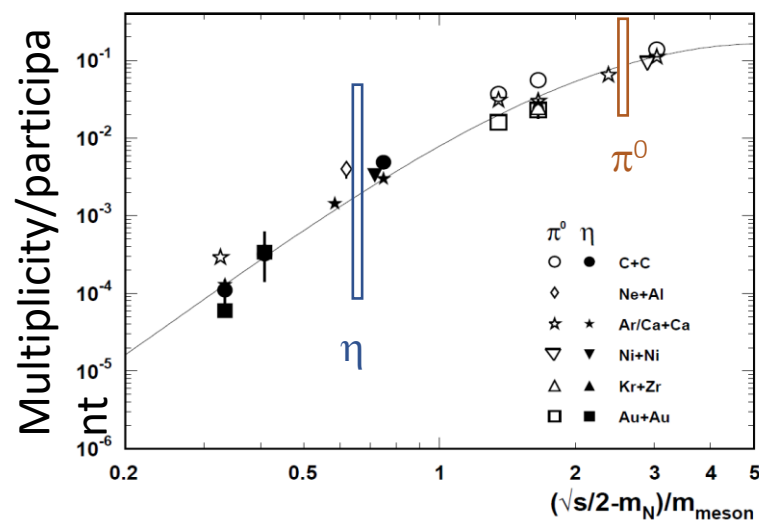 Multiplicity/participa
nt
10⁻¹
10⁻²
10⁻³
10⁻⁴
10⁻⁵
10⁻⁶
π⁰
η
π⁰ η
C+C
Ne+Al
Ar/Ca+Ca
Ni+Ni
Kr+Zr
Au+Au
0.2 0.5 1 2 3 4 5
(√s/2-m_N)/m_meson